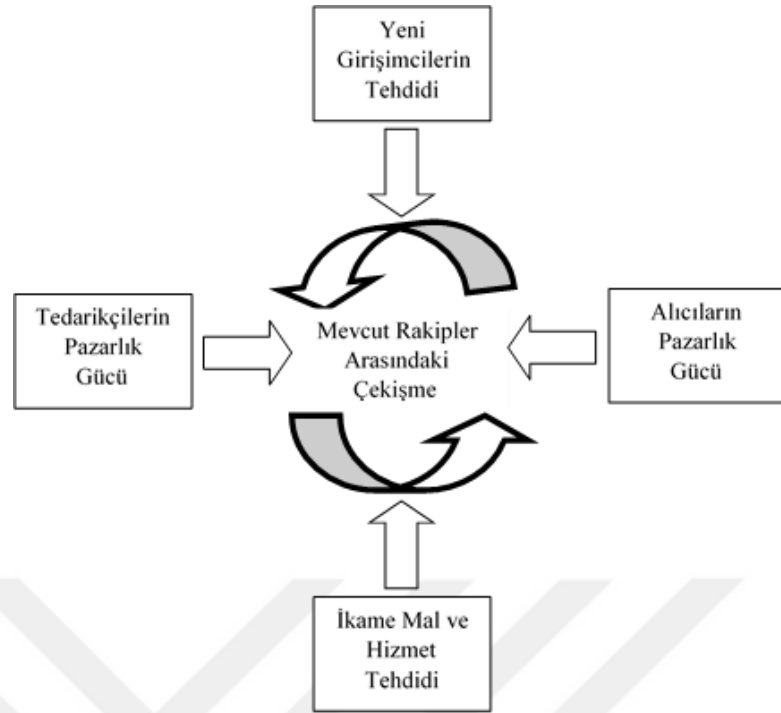 Yeni
Girişimcilerin
Tehdidi
Tedarikçilerin
Pazarlık
Gücü
Mevcut Rakipler
Arasındaki
Çekişme
Alıcıların
Pazarlık
Gücü
İkame Mal ve
Hizmet
Tehdidi